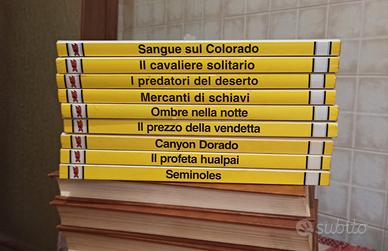 Sangue sul Colorado
Il cavaliere solitario
I predatori del deserto
Mercanti di schiavi
Ombre nella notte
Il prezzo della vendetta
Canyon Dorado
Il profeta hualpai
Seminoles
subito